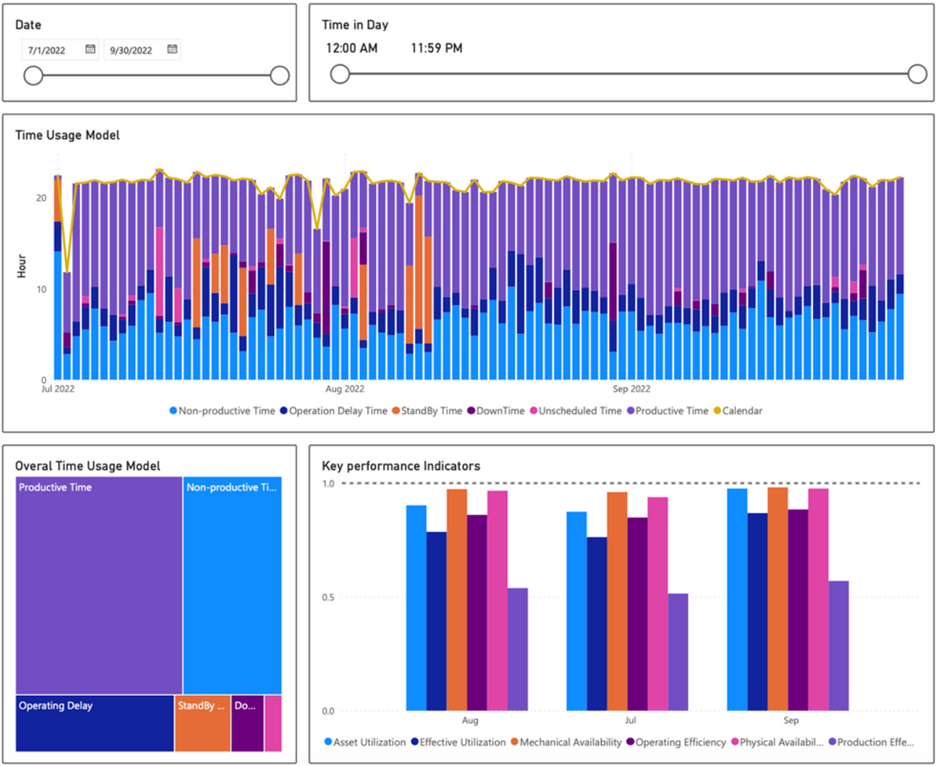 Date
7/1/2022 9/30/2022
Time in Day
12:00 AM 11:59 PM
Time Usage Model
Hour
20
10
0
Jul 2022 Aug 2022 Sep 2022
Non-productive Time Operation Delay Time StandBy Time DownTime Unscheduled Time Productive Time Calendar
Overal Time Usage Model
Productive Time Non-productive Ti...
Operating Delay StandBy ... Do...
Key performance Indicators
1.0
0.5
0.0
Aug Jul Sep
Asset Utilization Effective Utilization Mechanical Availability Operating Efficiency Physical Availabil... Production Effe...